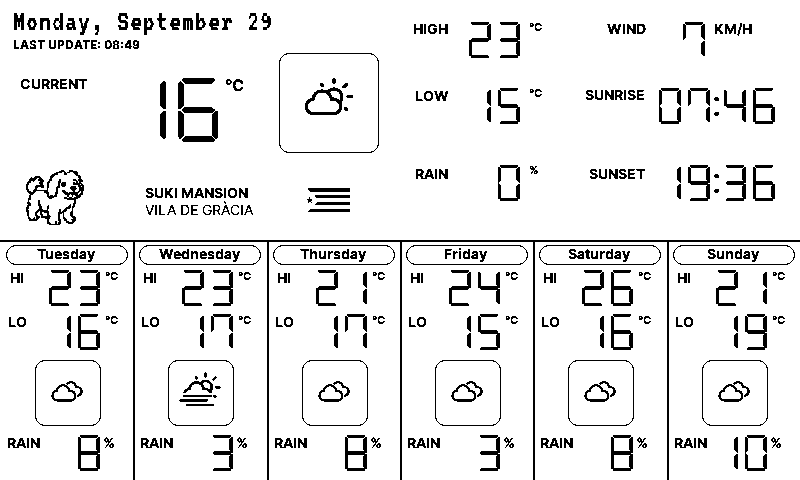 Monday, September 29
LAST UPDATE: 08:49
CURRENT
16 °C
SUKI MANSION
VILA DE GRÀCIA
HIGH 23 °C
WIND 7 KM/H
LOW 15 °C
SUNRISE 07:46
RAIN 0 %
SUNSET 19:36
Tuesday
HI 23 °C
LO 16 °C
RAIN 8 %
Wednesday
HI 23 °C
LO 17 °C
RAIN 3 %
Thursday
HI 21 °C
LO 17 °C
RAIN 8 %
Friday
HI 24 °C
LO 15 °C
RAIN 3 %
Saturday
HI 26 °C
LO 16 °C
RAIN 8 %
Sunday
HI 21 °C
LO 19 °C
RAIN 10 %